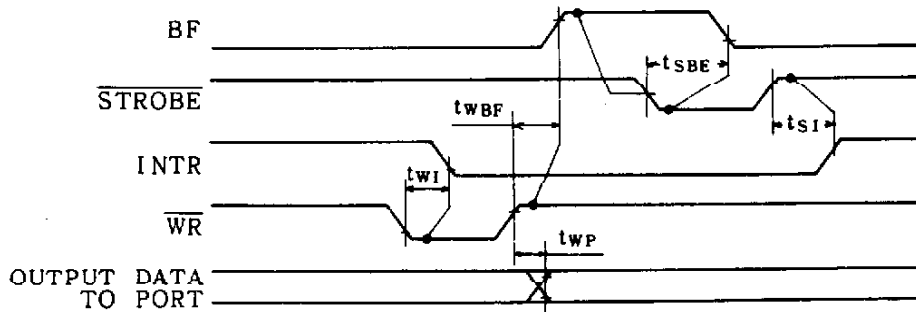 BF
tSBE
STROBE
tWBF
tSI
INTR
tWI
WR
tWP
OUTPUT DATA
TO PORT